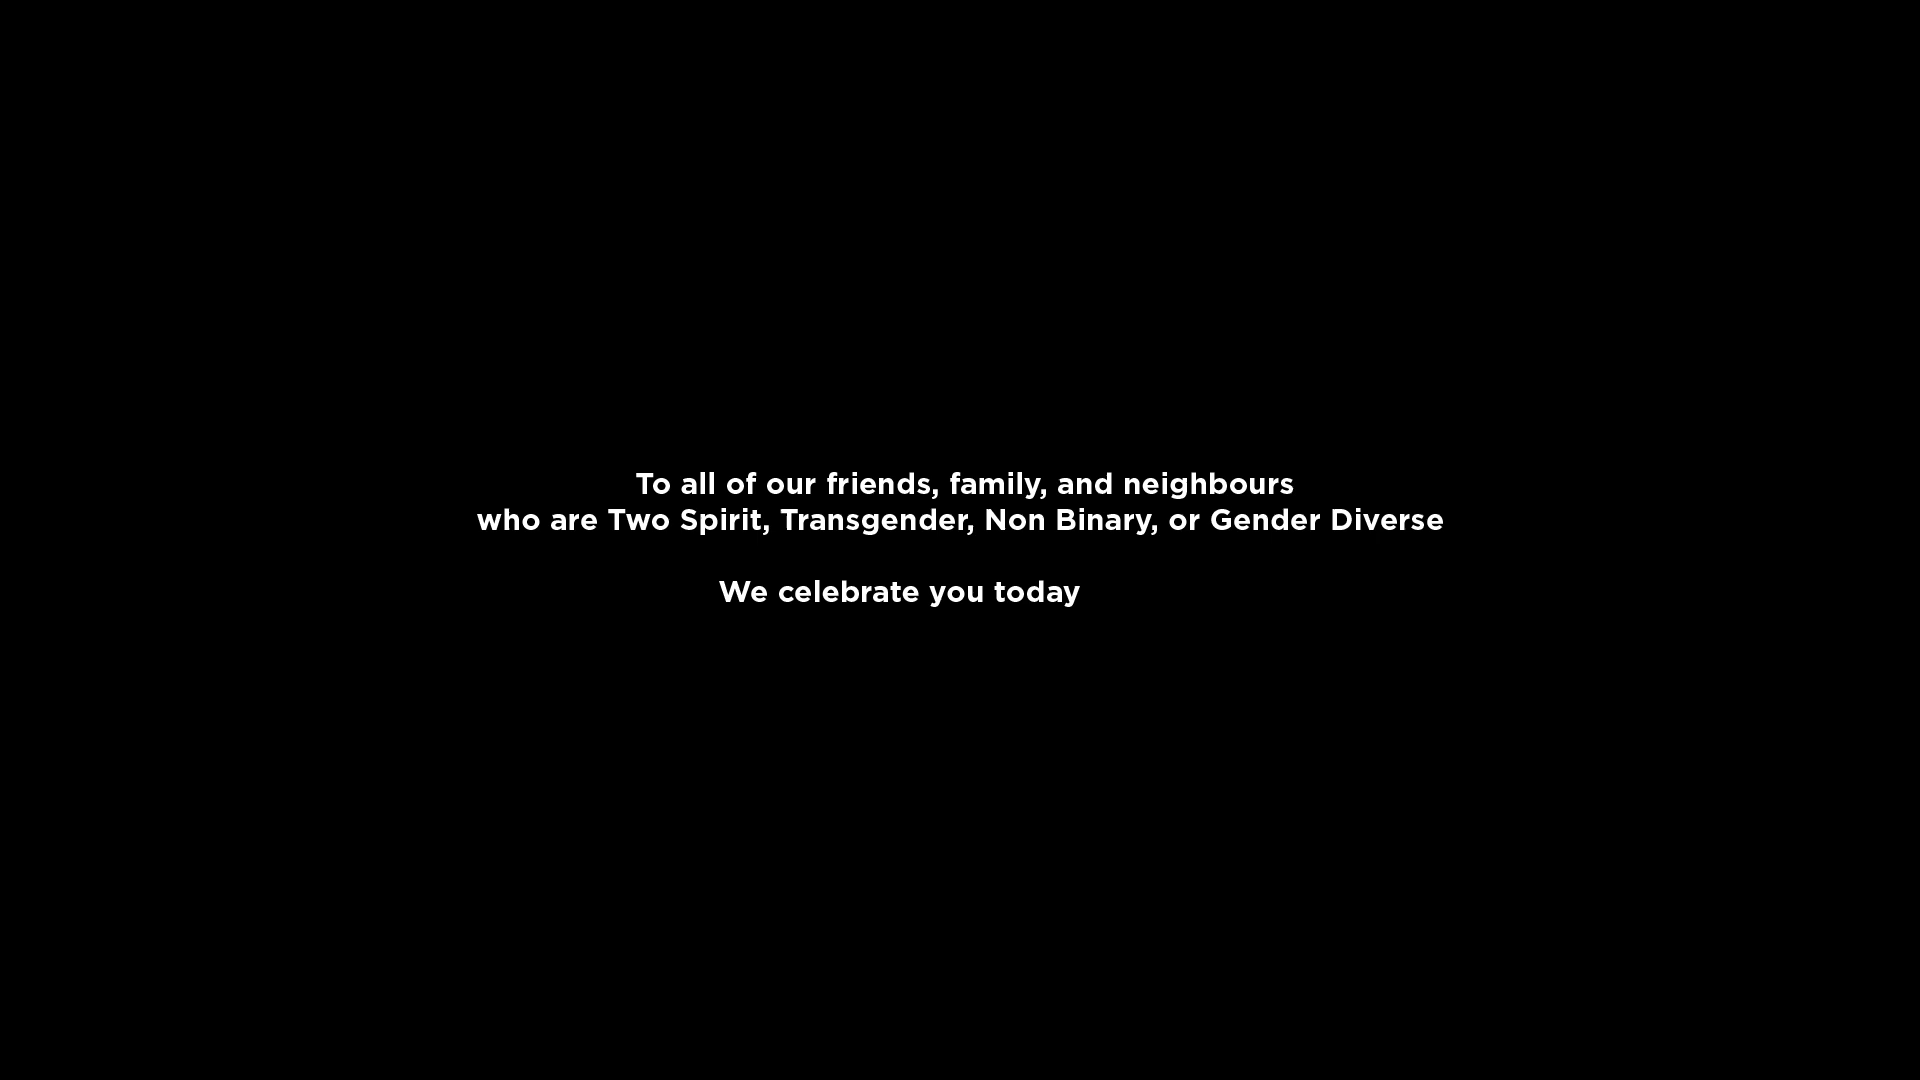 To all of our friends, family, and neighbours
who are Two Spirit, Transgender, Non Binary, or Gender Diverse
We celebrate you today